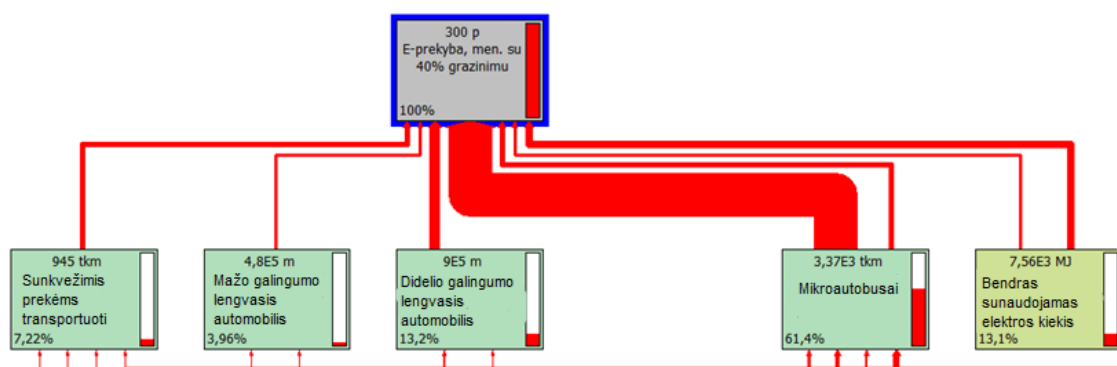 300 p
E-prekyba, men. su
40% grazinimu
100%
945 tkm
Sunkvežimis
prekėms
transportuoti
7,22%
4,8E5 m
Mažo galingumo
lengvasis
automobilis
3,96%
9E5 m
Didelio galingumo
lengvasis
automobilis
13,2%
3,37E3 tkm
Mikroautobusai
61,4%
7,56E3 MJ
Bendras
sunaudojamas
elektros kiekis
13,1%